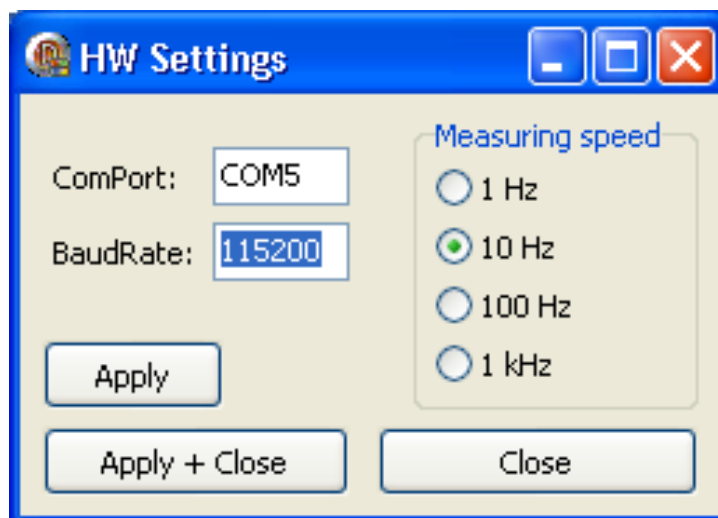 HW Settings
ComPort: COM5
BaudRate: 115200
Measuring speed
1 Hz
10 Hz
100 Hz
1 kHz
Apply
Apply + Close
Close